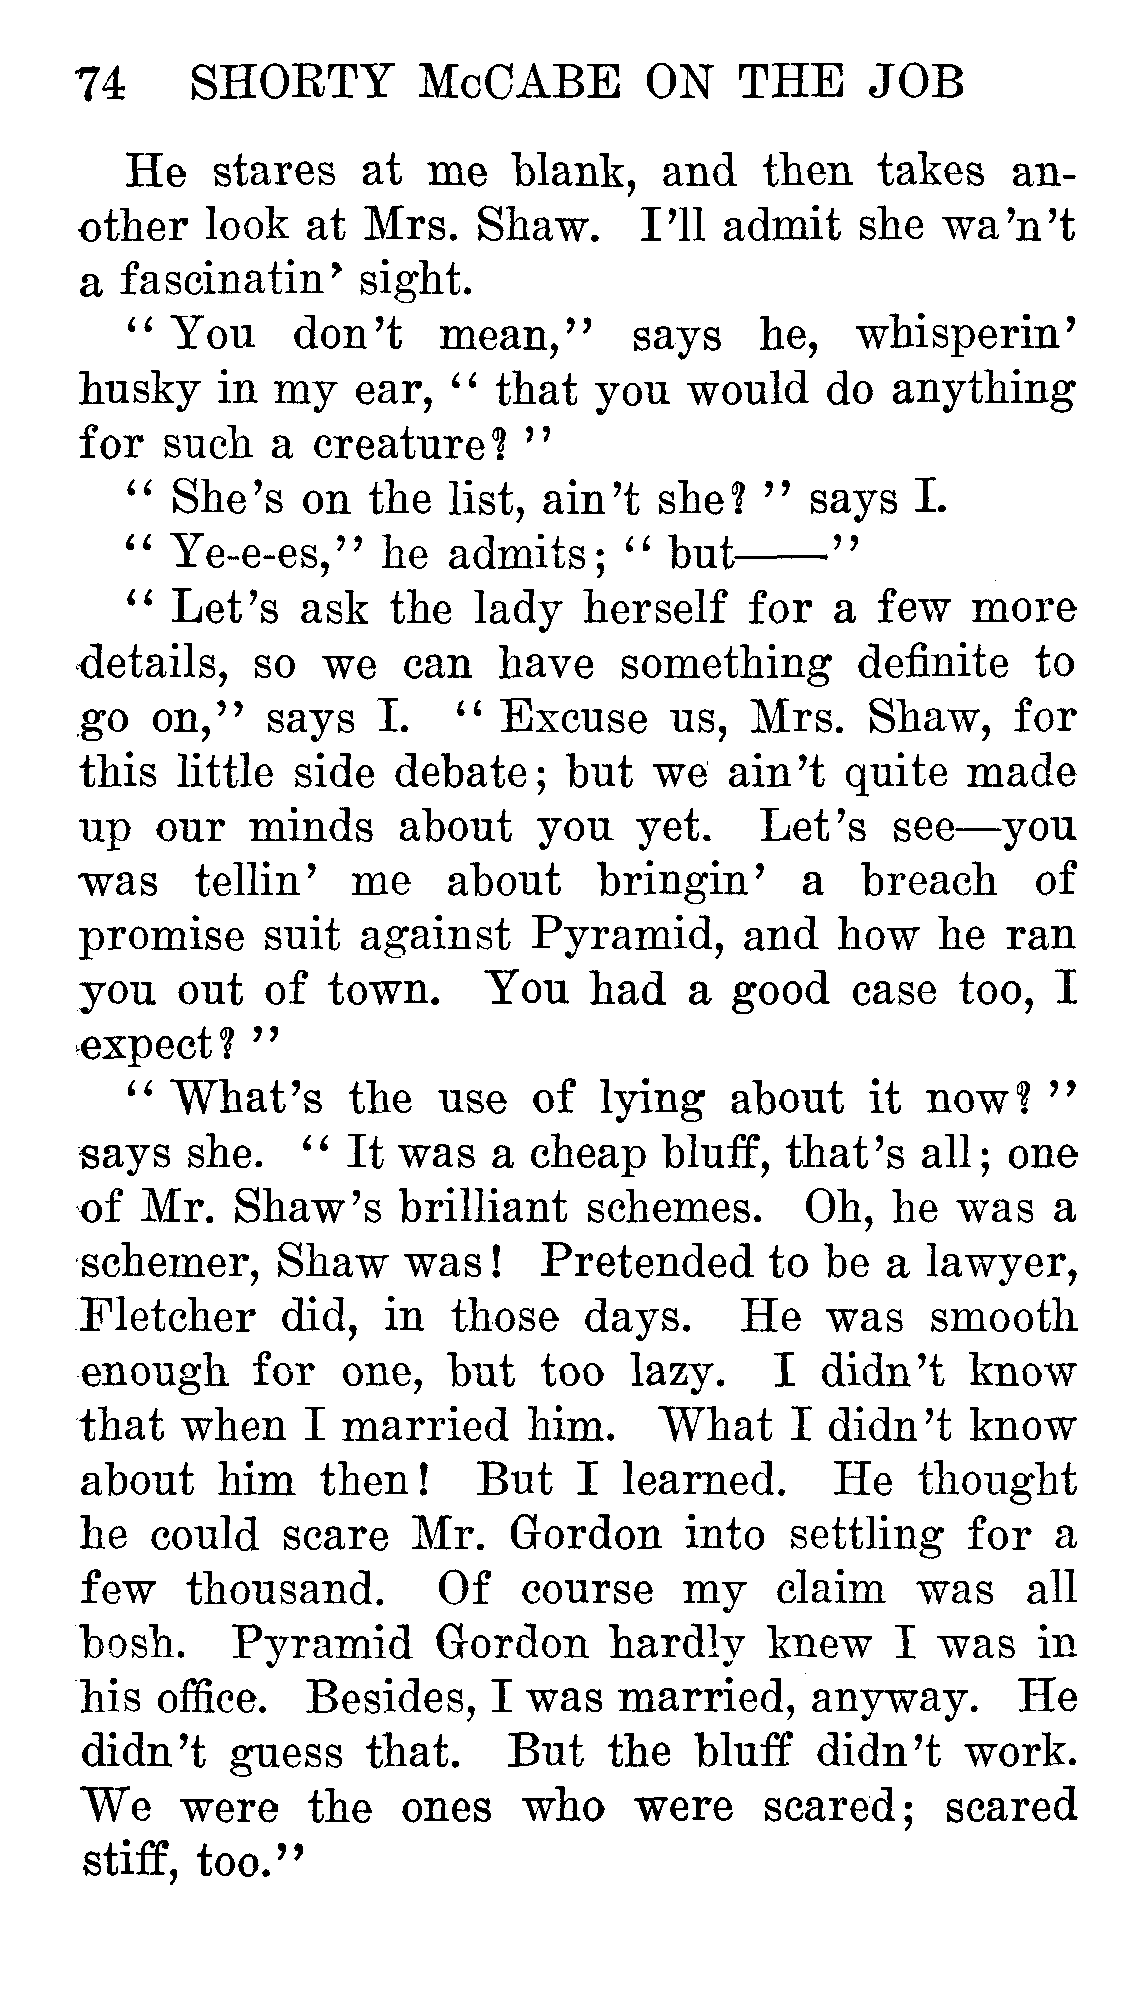 74 SHORTY McCABE ON THE JOB
He stares at me blank, and then takes an-
other look at Mrs. Shaw. I'll admit she wa'n't
a fascinatin' sight.
"You don't mean," says he, whisperin'
husky in my ear, "that you would do anything
for such a creature?"
"She's on the list, ain't she?" says I.
"Ye-e-es," he admits; "but——"
"Let's ask the lady herself for a few more
details, so we can have something definite to
go on," says I. "Excuse us, Mrs. Shaw, for
this little side debate; but we ain't quite made
up our minds about you yet. Let's see—you
was tellin' me about bringin' a breach of
promise suit against Pyramid, and how he ran
you out of town. You had a good case too, I
expect?"
"What's the use of lying about it now?"
says she. "It was a cheap bluff, that's all; one
of Mr. Shaw's brilliant schemes. Oh, he was a
schemer, Shaw was! Pretended to be a lawyer,
Fletcher did, in those days. He was smooth
enough for one, but too lazy. I didn't know
that when I married him. What I didn't know
about him then! But I learned. He thought
he could scare Mr. Gordon into settling for a
few thousand. Of course my claim was all
bosh. Pyramid Gordon hardly knew I was in
his office. Besides, I was married, anyway. He
didn't guess that. But the bluff didn't work.
We were the ones who were scared; scared
stiff, too."